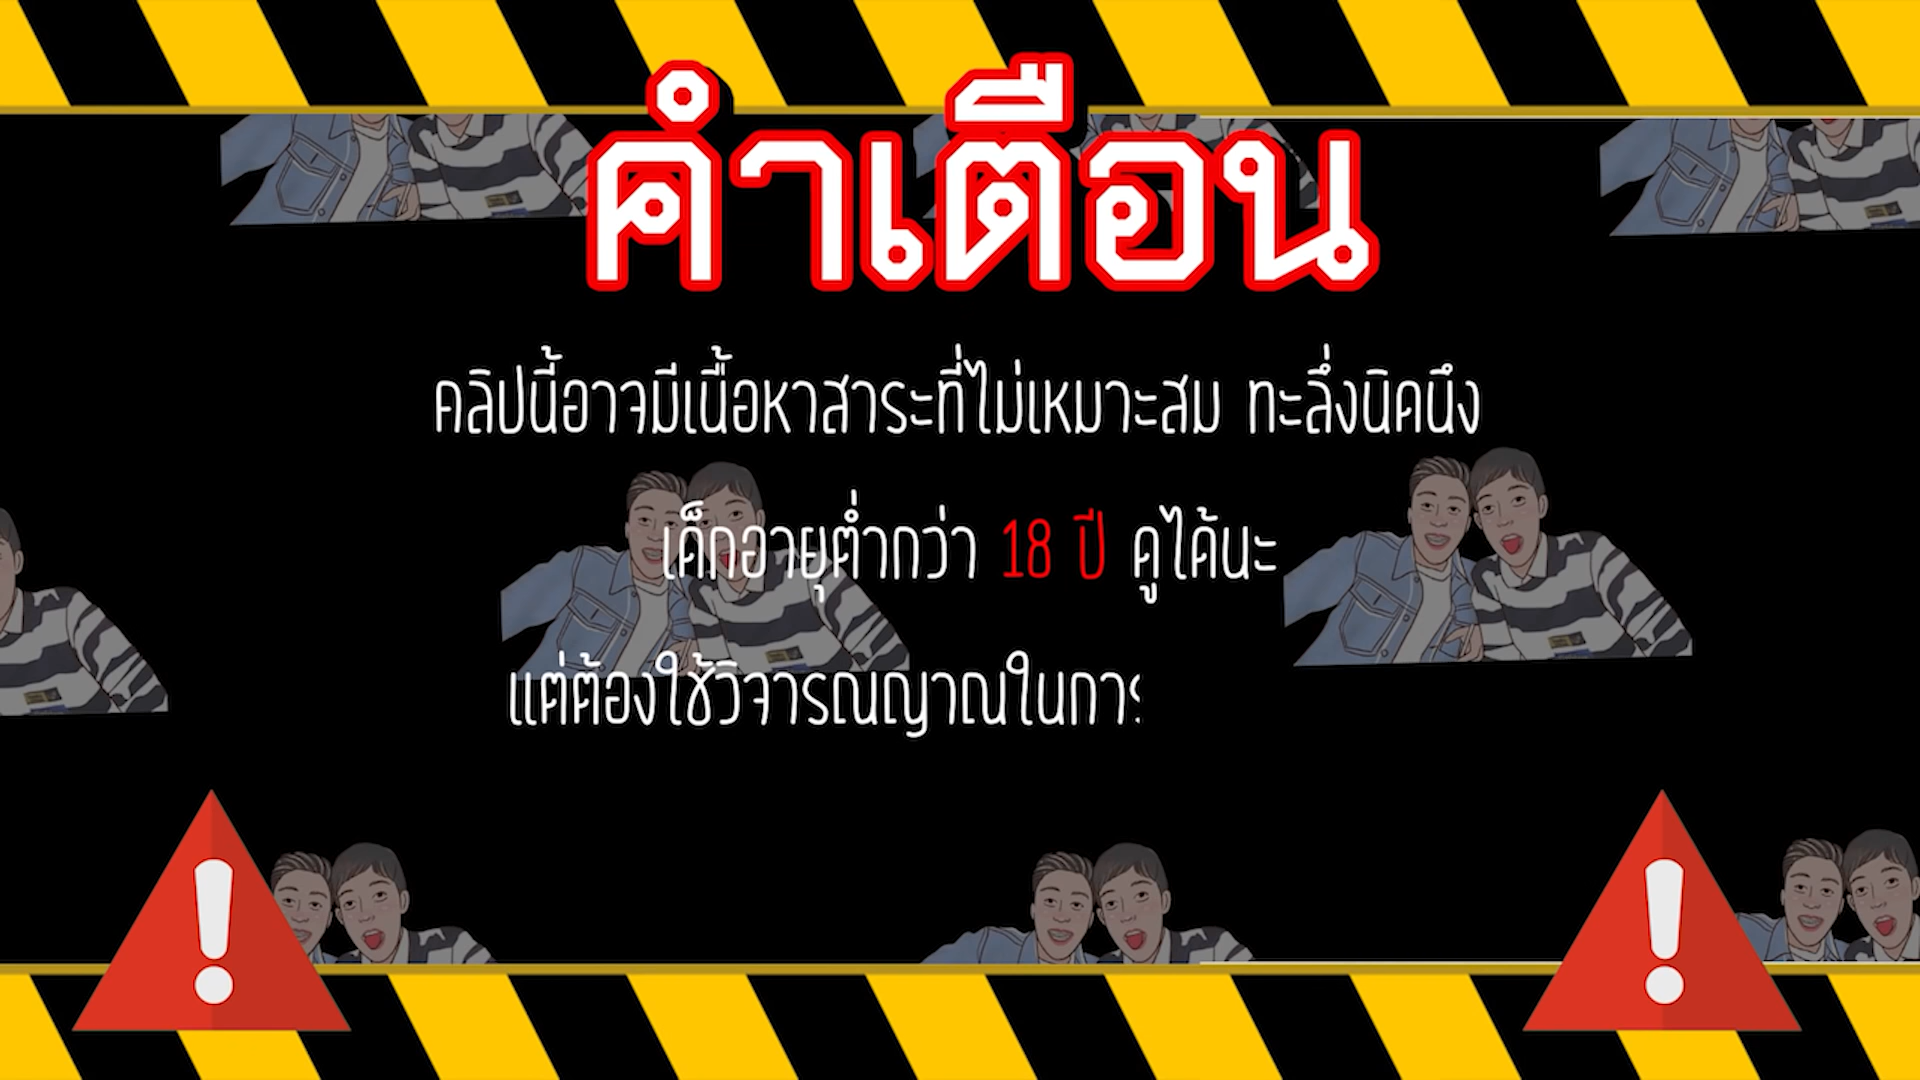 คำเตือน
คลิปนี้อาจมีเนื้อหาสาระที่ไม่เหมาะสม ทะลึ่งนิดนึง
เด็กอายุต่ำกว่า 18 ปี ดูได้นะ
แต่ต้องใช้วิจารณญาณในการ